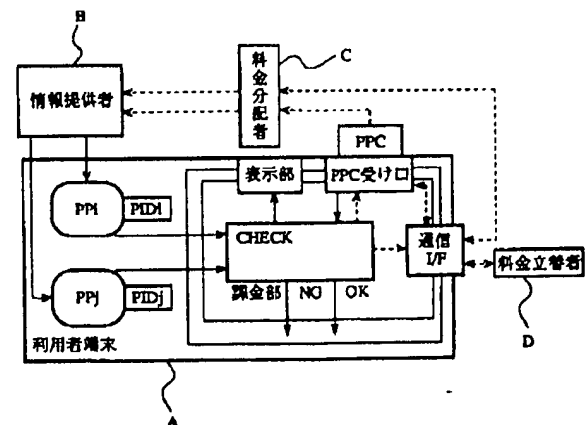 B
C
料金分配者
情報提供者
PPC
表示部
PPC受け口
PPi
PIDi
CHECK
通信
I/F
料金立替者
PPj
PIDj
課金部
NG
OK
利用者端末
D
A